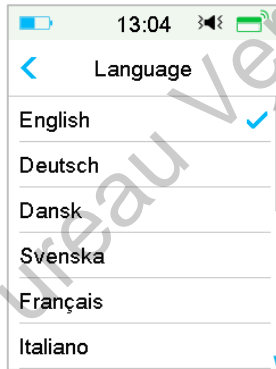 13:04
Language
English
Deutsch
Dansk
Svenska
Français
Italiano